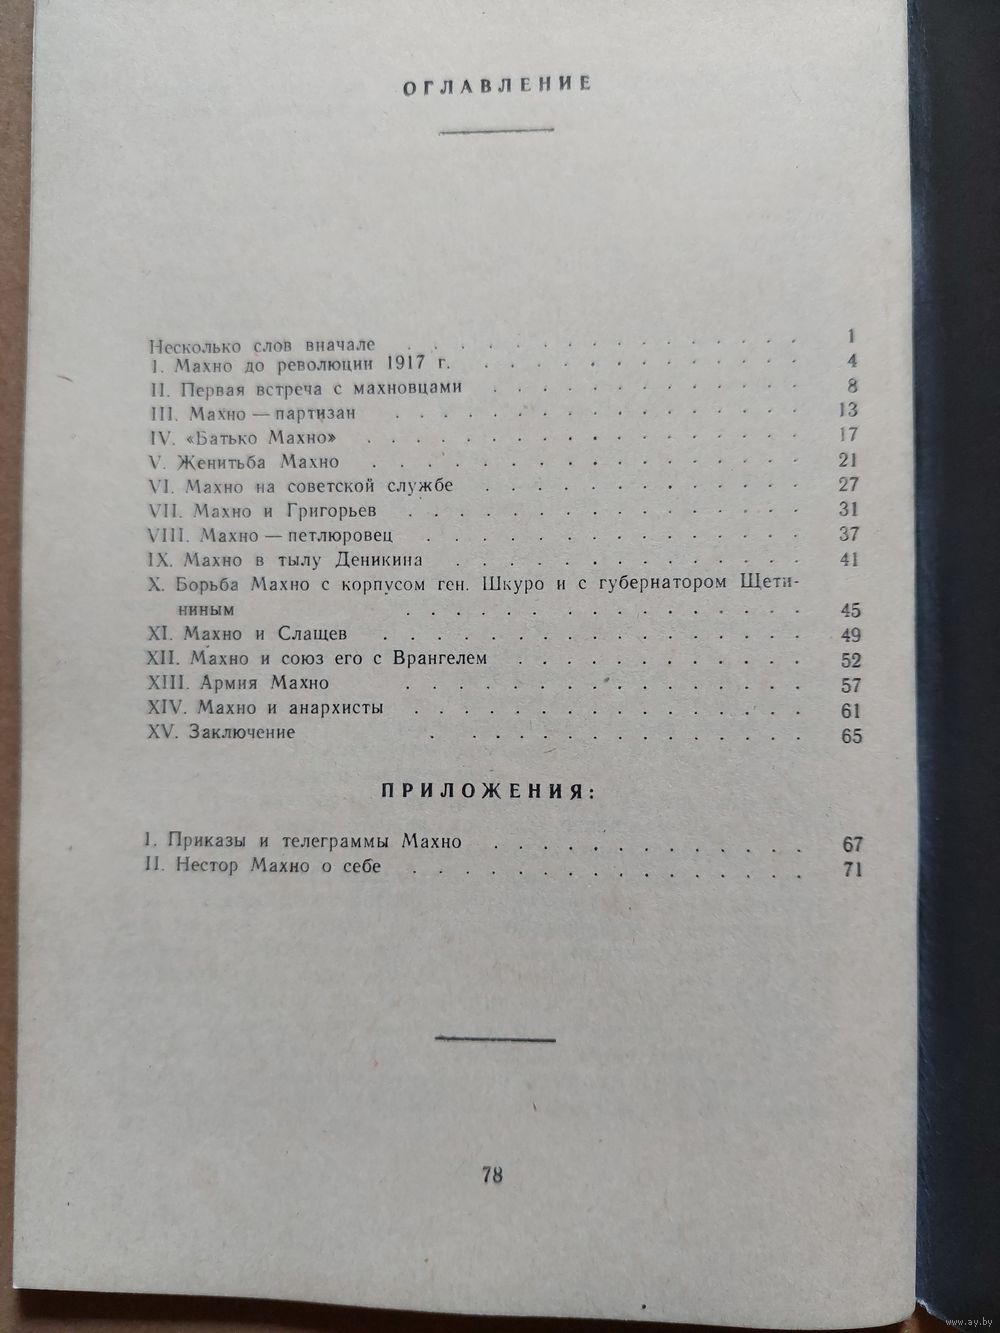 ОГЛАВЛЕНИЕ
Несколько слов вначале . . . . . . . . . . . . . . . 1
I. Махно до революции 1917 г. . . . . . . . . . . . . . 4
II. Первая встреча с махновцами . . . . . . . . . . . . 8
III. Махно — партизан . . . . . . . . . . . . . . . . 13
IV. «Батько Махно» . . . . . . . . . . . . . . . . 17
V. Женитьба Махно . . . . . . . . . . . . . . . . 21
VI. Махно на советской службе . . . . . . . . . . . . 27
VII. Махно и Григорьев . . . . . . . . . . . . . . . 31
VIII. Махно — петлюровец . . . . . . . . . . . . . . 37
IX. Махно в тылу Деникина . . . . . . . . . . . . . 41
X. Борьба Махно с корпусом ген. Шкуро и с губернатором Щети-
ниным . . . . . . . . . . . . . . . 45
XI. Махно и Слащев . . . . . . . . . . . . . . . . 49
XII. Махно и союз его с Врангелем . . . . . . . . . . . 52
XIII. Армия Махно . . . . . . . . . . . . . . . 57
XIV. Махно и анархисты . . . . . . . . . . . . . . . 61
XV. Заключение . . . . . . . . . . . . . . 65
ПРИЛОЖЕНИЯ:
I. Приказы и телеграммы Махно . . . . . . . . . . . . 67
II. Нестор Махно о себе . . . . . . . . . . . . . . . 71
78
www.ay.by